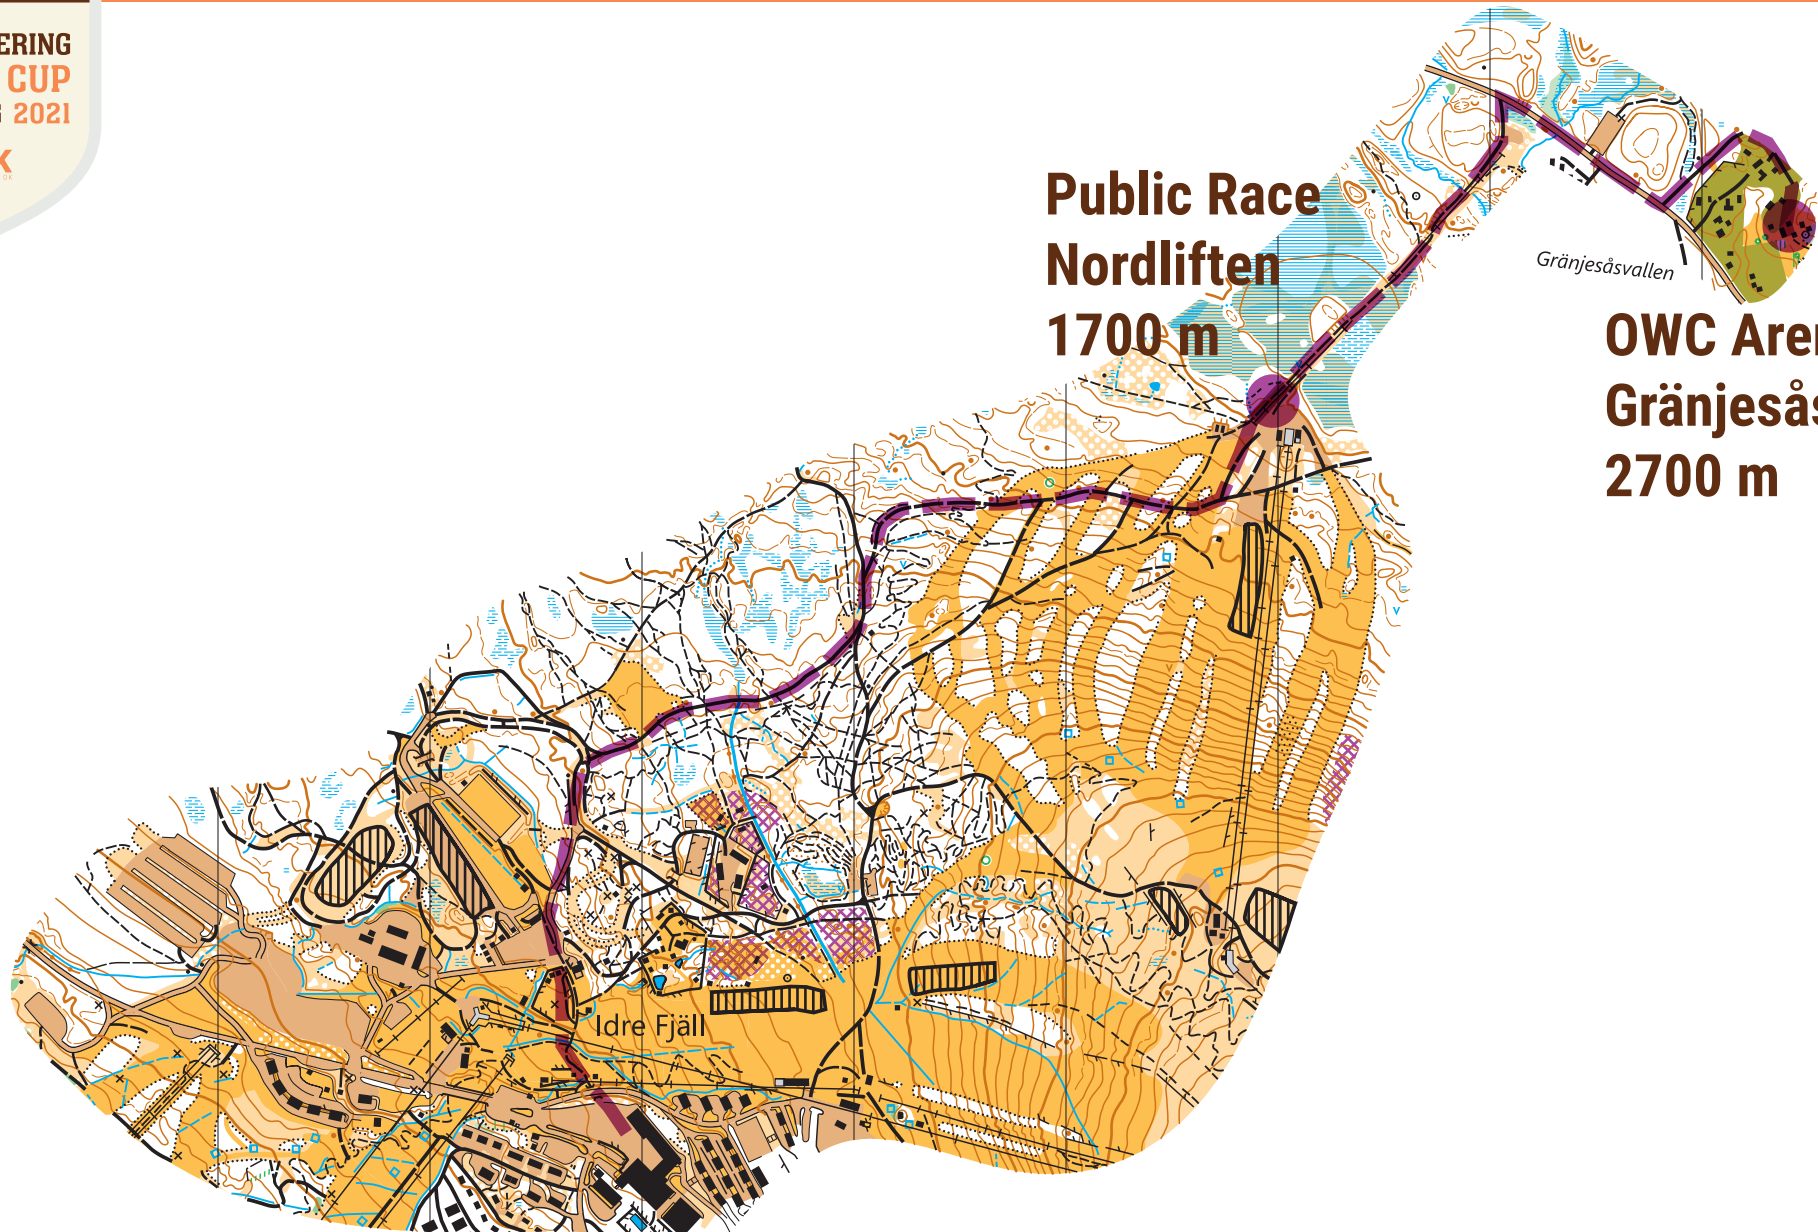 ERING
CUP
2021
Public Race
Nordliften
1700 m
Gränjesåsvallen
OWC Aren
Gränjesås
2700 m
Idre Fjäll